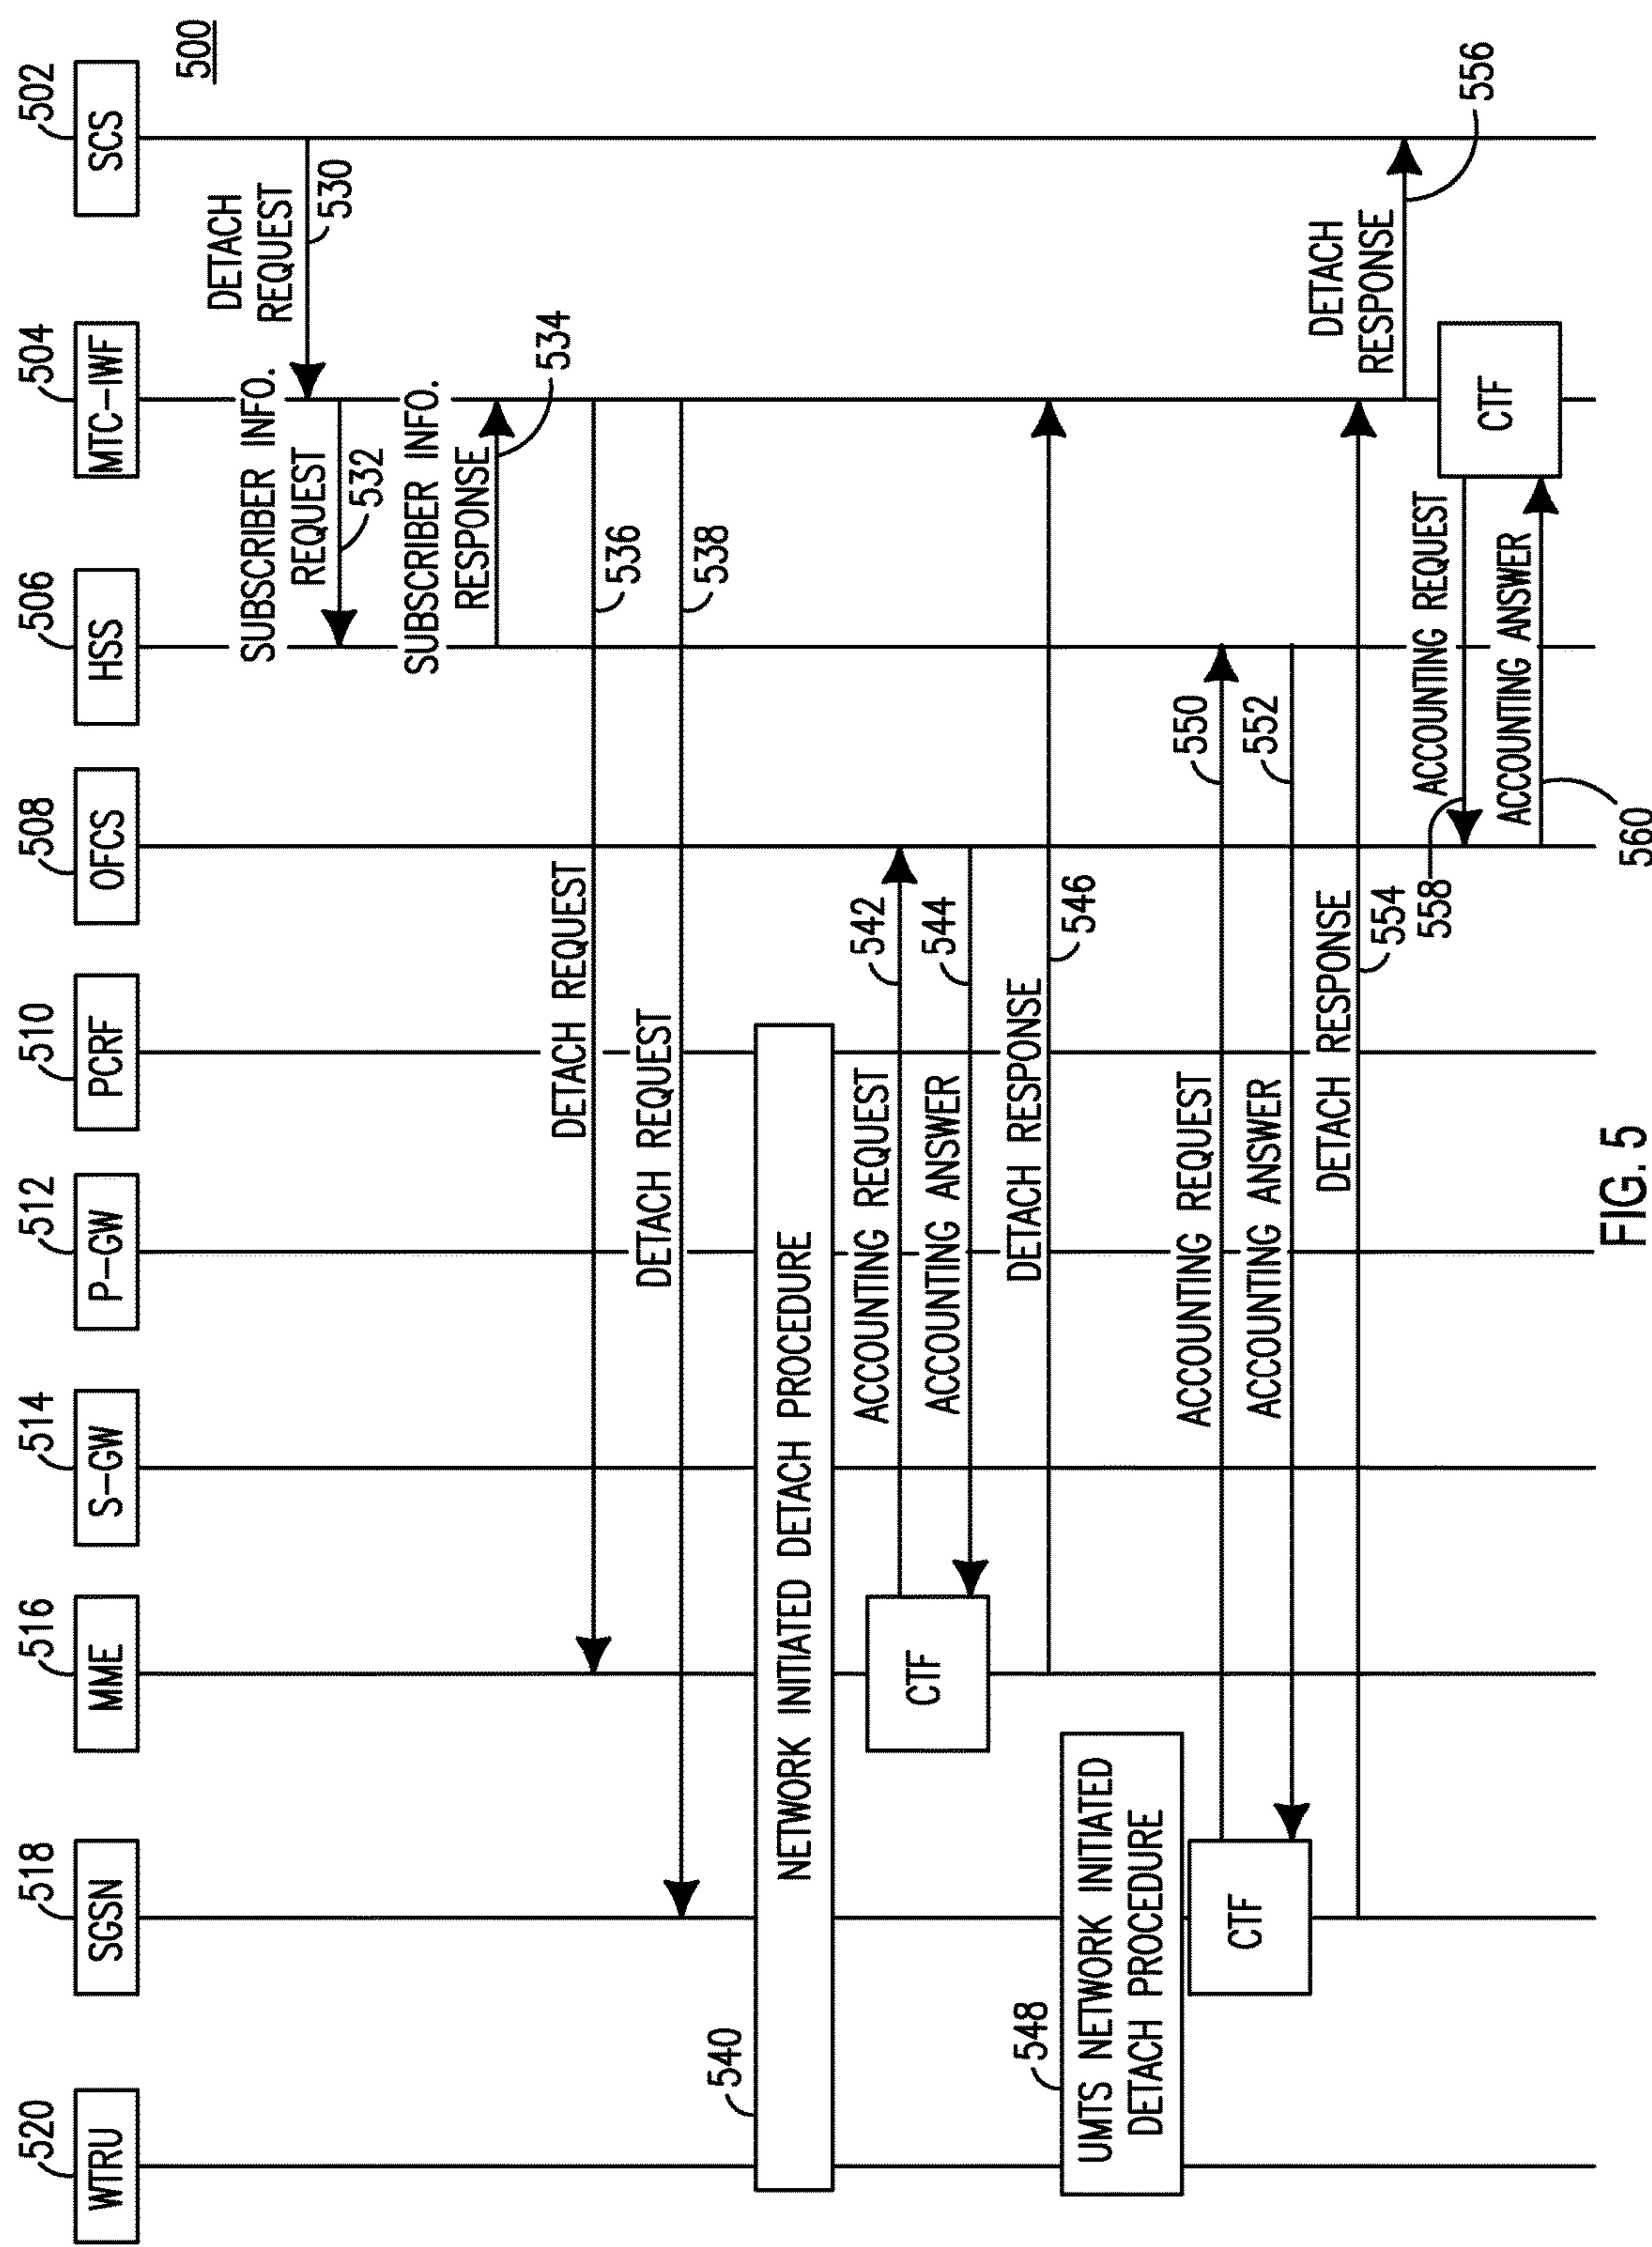 500
520
518
516
514
512
510
508
506
504
502
WTRU
SGSN
MME
S-GW
P-GW
PCRF
OFCS
HSS
MTC-IWF
SCS
DETACH
REQUEST
530
SUBSCRIBER INFO.
REQUEST
532
SUBSCRIBER INFO.
RESPONSE
534
DETACH REQUEST
536
DETACH REQUEST
538
540
NETWORK INITIATED DETACH PROCEDURE
ACCOUNTING REQUEST
542
CTF
ACCOUNTING ANSWER
544
DETACH RESPONSE
546
548
UMTS NETWORK INITIATED
DETACH PROCEDURE
ACCOUNTING REQUEST
550
CTF
ACCOUNTING ANSWER
552
DETACH RESPONSE
554
DETACH
RESPONSE
556
ACCOUNTING REQUEST
558
CTF
ACCOUNTING ANSWER
560
FIG. 5